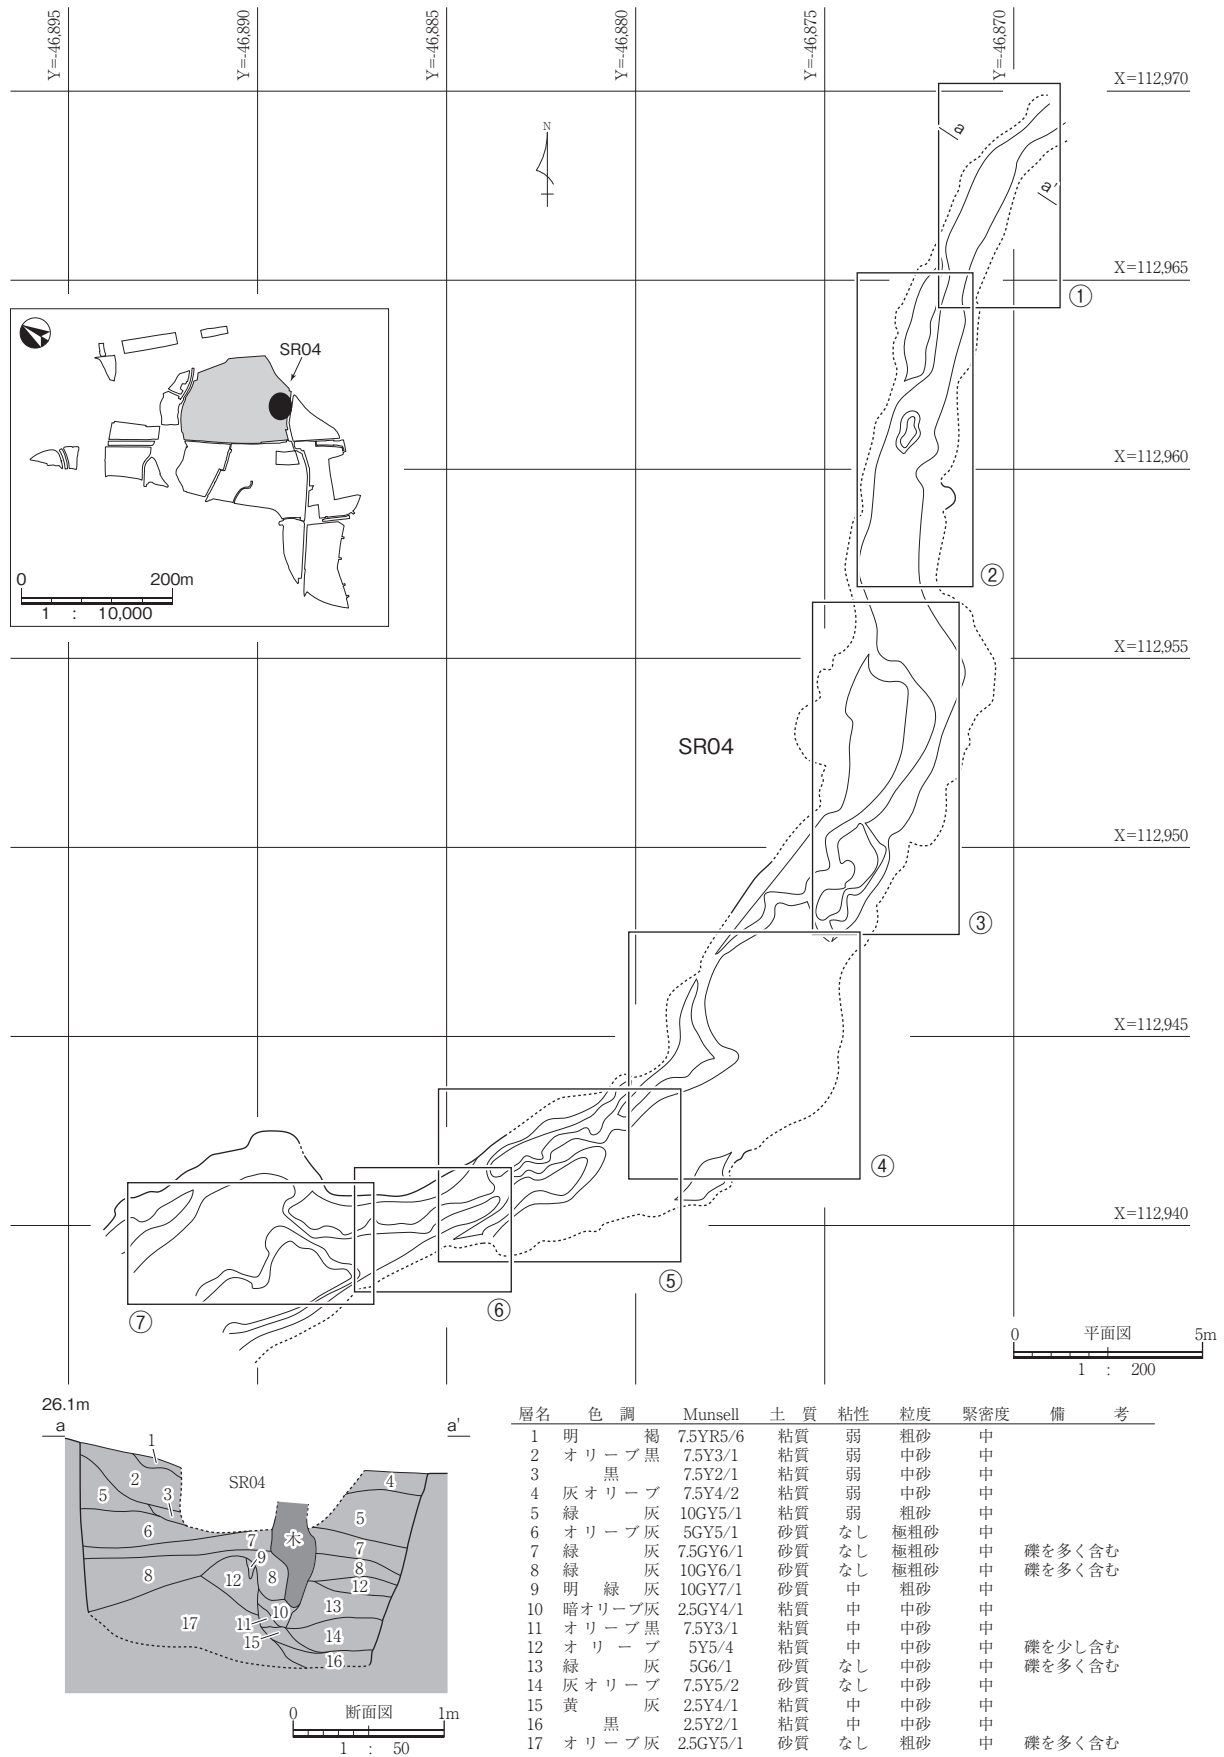 Y=-46,895
Y=-46,890
Y=-46,885
Y=-46,880
Y=-46,875
Y=-46,870
X=112,970
N
a
a'
X=112,965
①
SR04
X=112,960
0 200m
1 : 10,000
②
X=112,955
SR04
X=112,950
③
X=112,945
④
X=112,940
⑤
⑥
⑦
0 平面図 5m
1 : 200
26.1m
a a'
SR04
1
2
3
4
5
5
6
7
7
木
8
8
8
9
10
11
12
12
13
14
15
16
17
0 断面図 1m
1 : 50
層名 色調 Munsell 土質 粘性 粒度 緊密度 備考
1 明褐 7.5YR5/6 粘質 弱 粗砂 中
2 オリーブ黒 7.5Y3/1 粘質 弱 中砂 中
3 黒 7.5Y2/1 粘質 弱 中砂 中
4 灰オリーブ 7.5Y4/2 粘質 弱 中砂 中
5 緑灰 10GY5/1 粘質 弱 粗砂 中
6 オリーブ灰 5GY5/1 砂質 なし 極粗砂 中
7 緑灰 7.5GY6/1 砂質 なし 極粗砂 中 礫を多く含む
8 緑灰 10GY6/1 砂質 なし 極粗砂 中 礫を多く含む
9 明緑灰 10GY7/1 砂質 中 粗砂 中
10 暗オリーブ灰 2.5GY4/1 粘質 中 中砂 中
11 オリーブ黒 7.5Y3/1 粘質 中 中砂 中
12 オリーブ 5Y5/4 粘質 中 中砂 中 礫を少し含む
13 緑灰 5G6/1 砂質 なし 中砂 中 礫を多く含む
14 灰オリーブ 7.5Y5/2 砂質 なし 中砂 中
15 黄灰 2.5Y4/1 粘質 中 中砂 中
16 黒 2.5Y2/1 粘質 中 中砂 中
17 オリーブ灰 2.5GY5/1 砂質 なし 粗砂 中 礫を多く含む